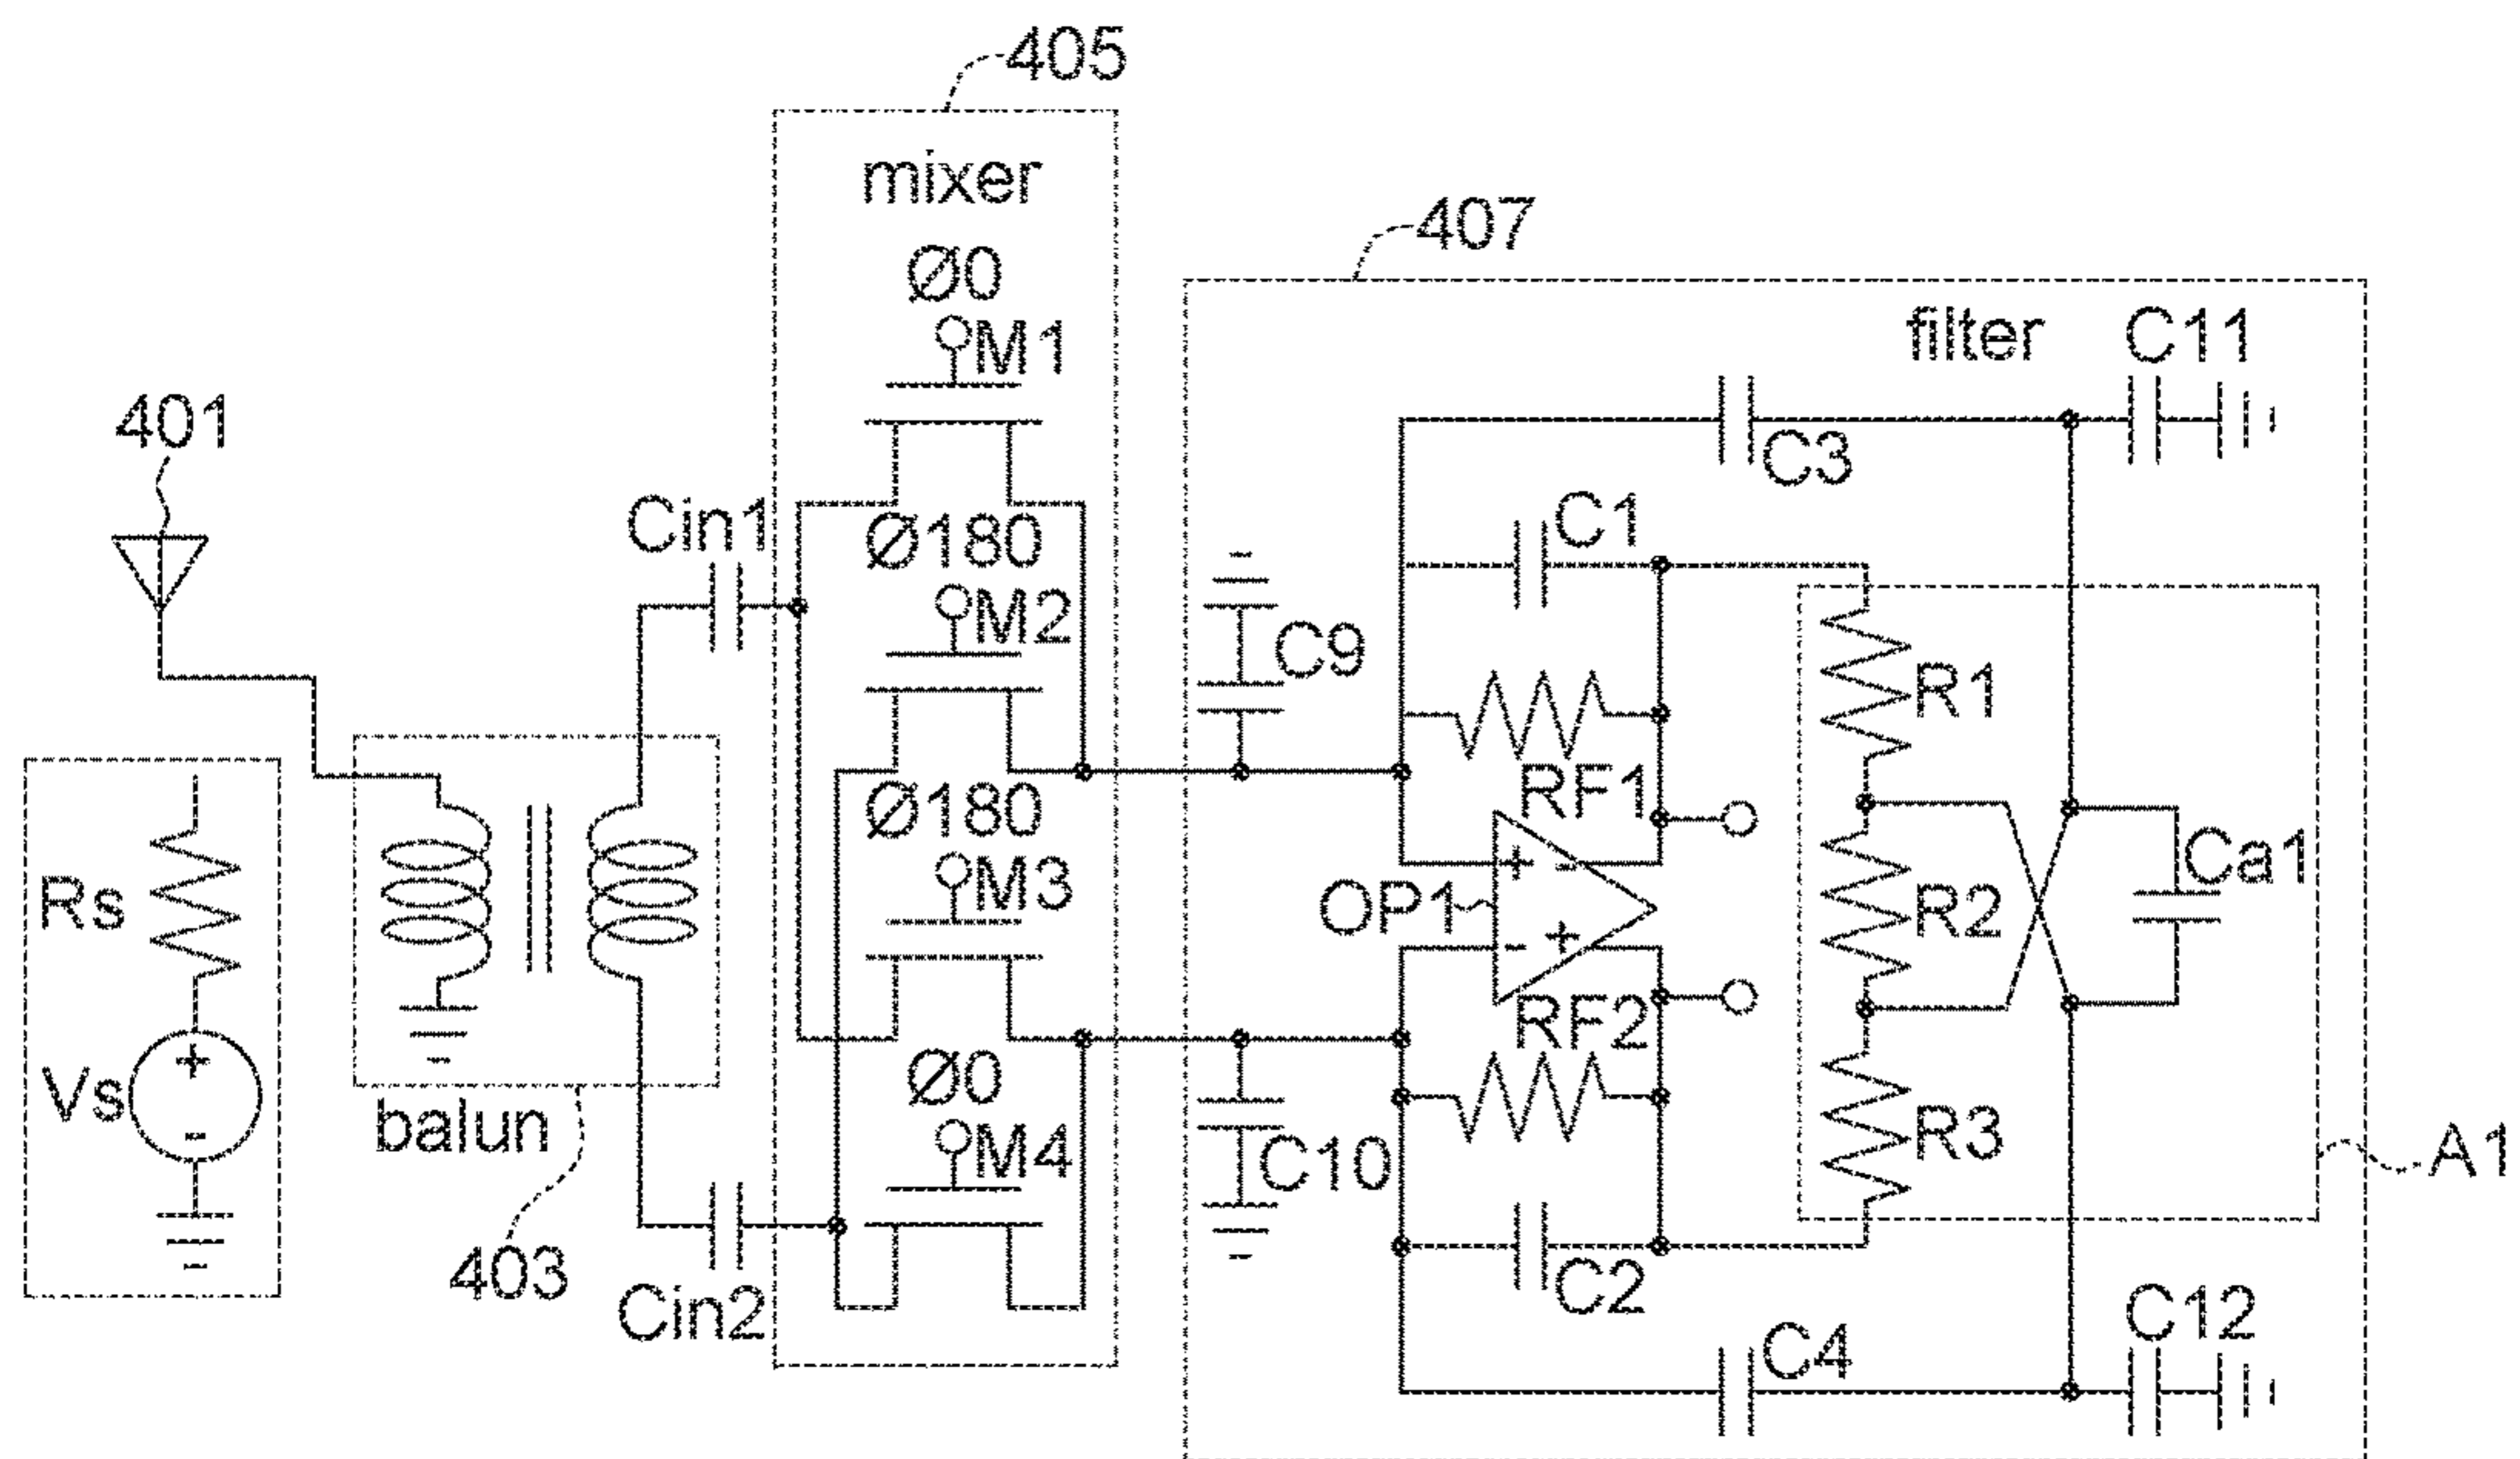 405
mixer
Ø0
M1
407
filter
C11
C3
401
Cin1
Ø180
M2
C1
C9
R1
RF1
Ø180
M3
OP1
+ -
- +
R2
Ca1
Rs
Vs
+
-
balun
403
RF2
Ø0
M4
C10
R3
A1
Cin2
C2
C4
C12